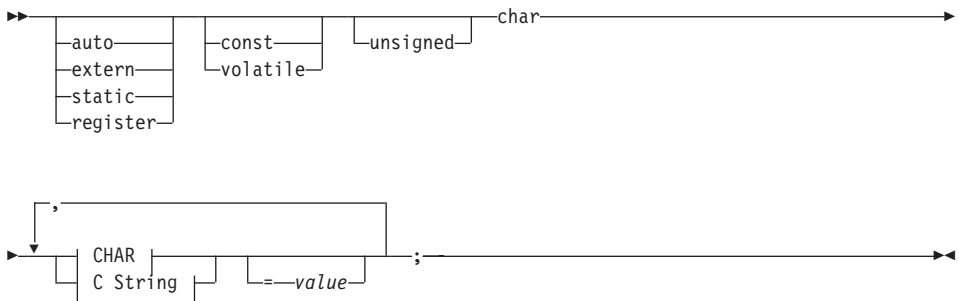 char
auto const unsigned
extern volatile
static
register
,
CHAR ;
C String = value